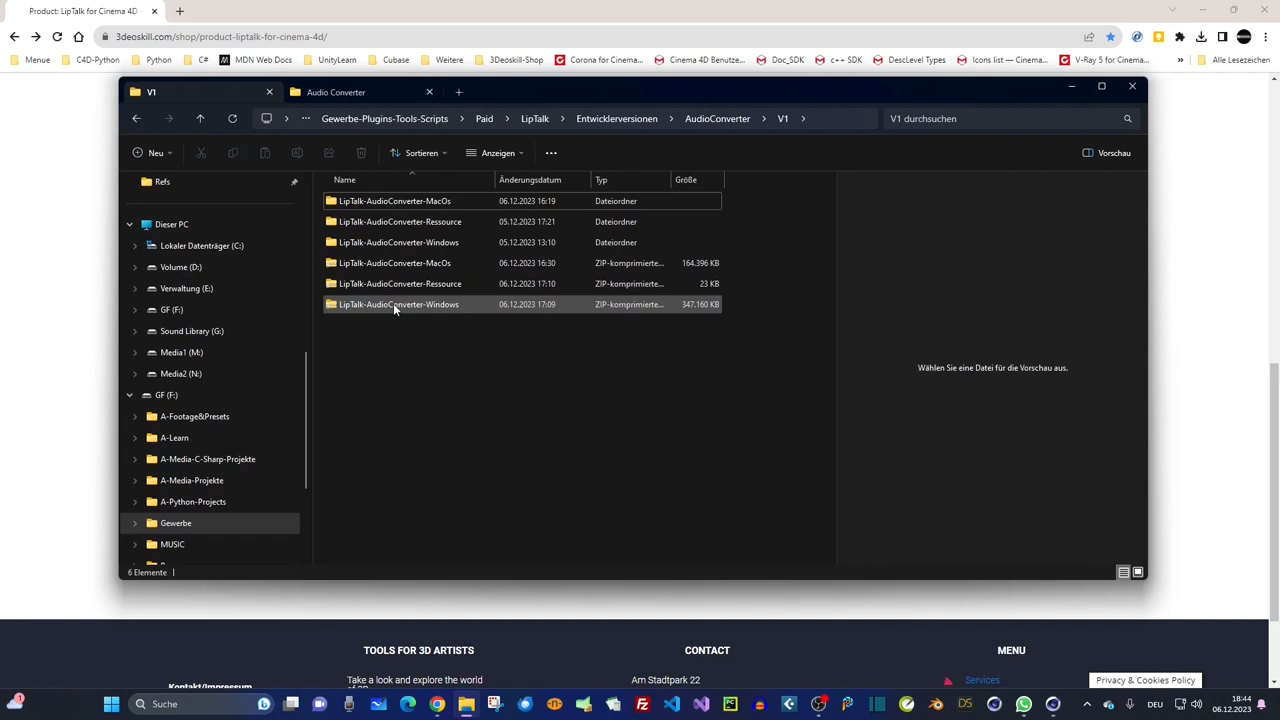 Product: LipTalk for Cinema 4D -
3deoskill.com/shop/product-liptalk-for-cinema-4d/
Menue
C4D-Python
Python
C#
MDN Web Docs
UnityLearn
Cubase
Weitere
3Deoskill-Shop
Corona for Cinema...
Cinema 4D Benutze...
Doc_SDK
c++ SDK
DescLevel Types
Icons list —...
V-Ray 5 for Cinema...
»
Alle Lesezeichen
V1
Audio Converter
Gewerbe-Plugins-Tools-Scripts > Paid > LipTalk > Entwicklerversionen > AudioConverter > V1 >
V1 durchsuchen
Neu
Sortieren
Anzeigen
Vorschau
Name Änderungsdatum Typ Größe
LipTalk-AudioConverter-MacOs 06.12.2023 16:19 Dateiordner
LipTalk-AudioConverter-Ressource 05.12.2023 17:21 Dateiordner
LipTalk-AudioConverter-Windows 05.12.2023 13:10 Dateiordner
LipTalk-AudioConverter-MacOs 06.12.2023 16:30 ZIP-komprimierte... 164.396 KB
LipTalk-AudioConverter-Ressource 06.12.2023 17:10 ZIP-komprimierte... 23 KB
LipTalk-AudioConverter-Windows 06.12.2023 17:09 ZIP-komprimierte... 347.160 KB
Refs
Dieser PC
Lokaler Datenträger (C:)
Volume (D:)
Verwaltung (E:)
GF (F:)
Sound Library (G:)
Media1 (M:)
Media2 (N:)
GF (F:)
A-Footage&Presets
A-Learn
A-Media-C-Sharp-Projekte
A-Media-Projekte
A-Python-Projects
Gewerbe
MUSIC
Wählen Sie eine Datei für die Vorschau aus.
6 Elemente
TOOLS FOR 3D ARTISTS
CONTACT
MENU
Kontakt/Impressum
Take a look and explore the world
Am Stadtpark 22
Services
Privacy & Cookies Policy
1
Suche
DEU
18:44
06.12.2023